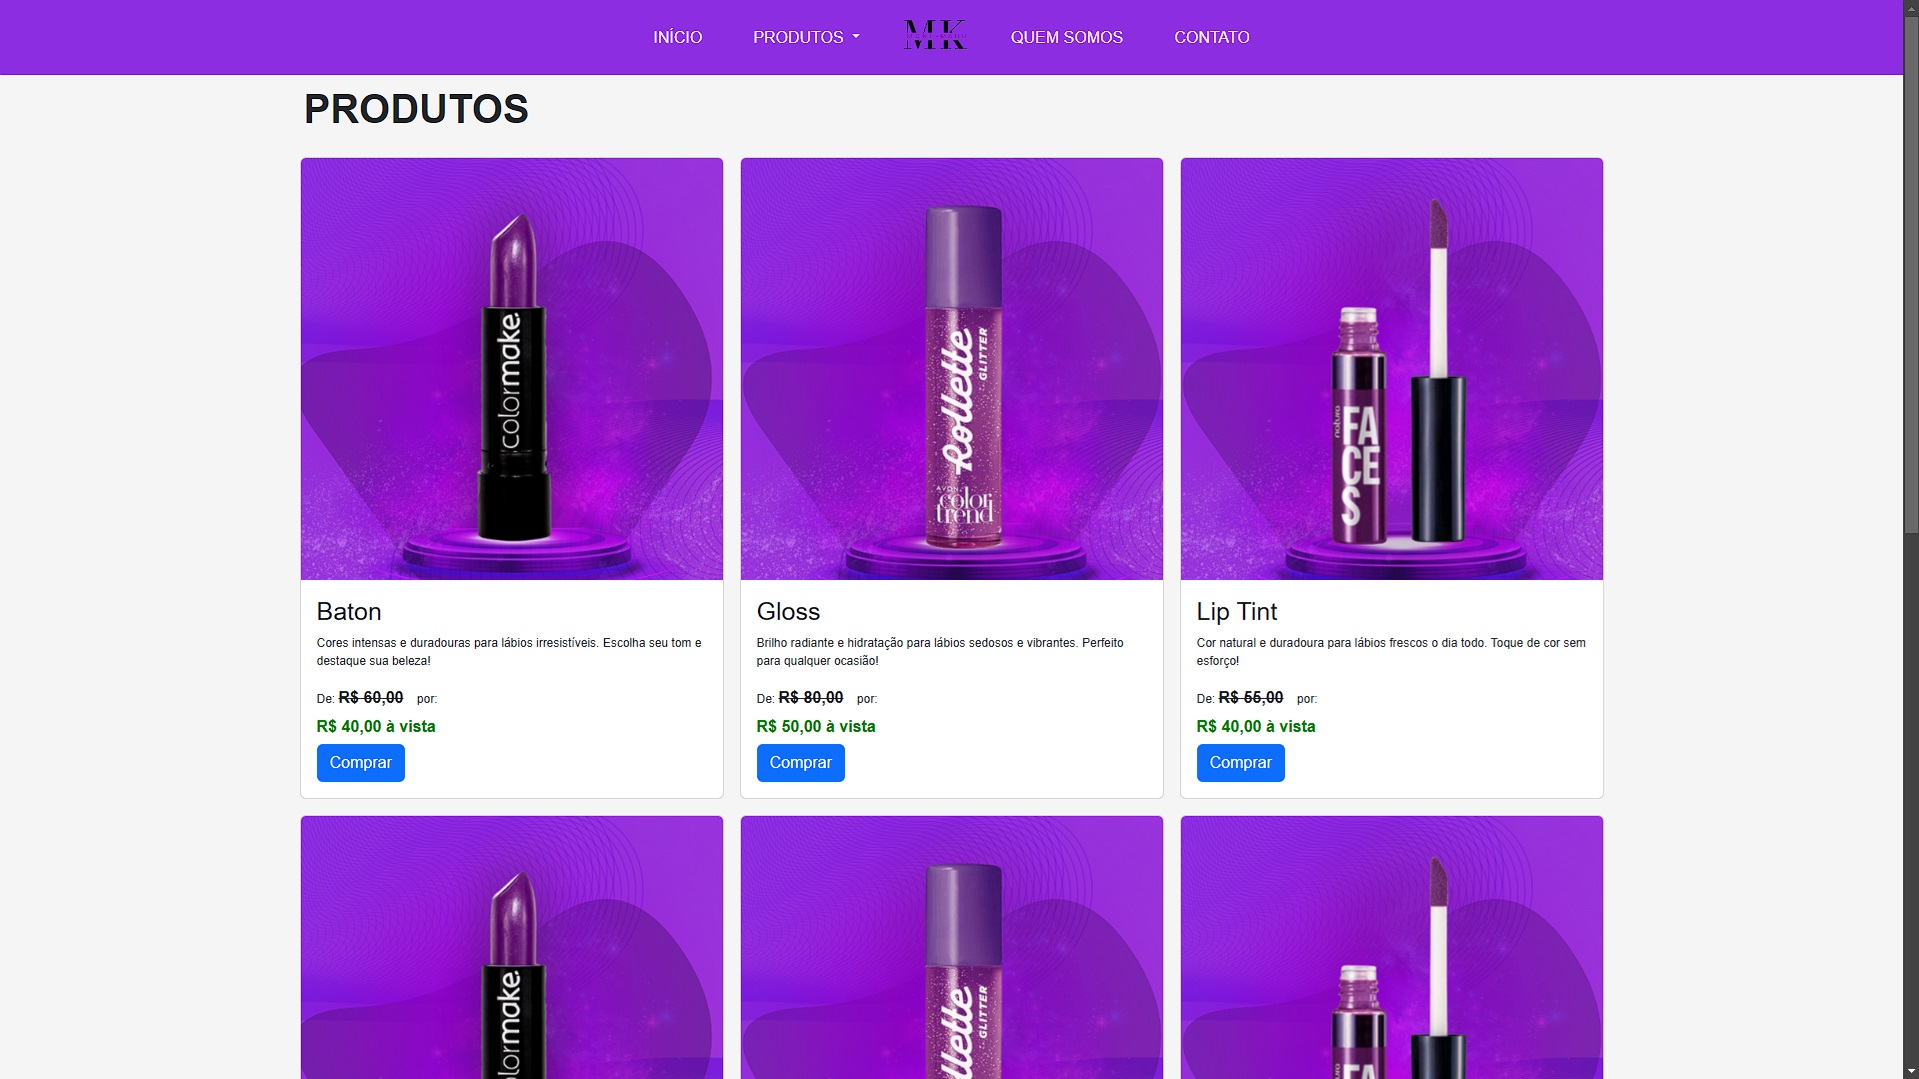 INÍCIO PRODUTOS MK QUEM SOMOS CONTATO
PRODUTOS
colormake.
Rollette
GLITTER
AVON
color
trend
natura
FA
CE
S
Baton
Cores intensas e duradouras para lábios irresistíveis. Escolha seu tom e
destaque sua beleza!
De: R$ 60,00 por:
R$ 40,00 à vista
Comprar
Gloss
Brilho radiante e hidratação para lábios sedosos e vibrantes. Perfeito
para qualquer ocasião!
De: R$ 80,00 por:
R$ 50,00 à vista
Comprar
Lip Tint
Cor natural e duradoura para lábios frescos o dia todo. Toque de cor sem
esforço!
De: R$ 55,00 por:
R$ 40,00 à vista
Comprar
lormake.
llette
GLITTER
FA